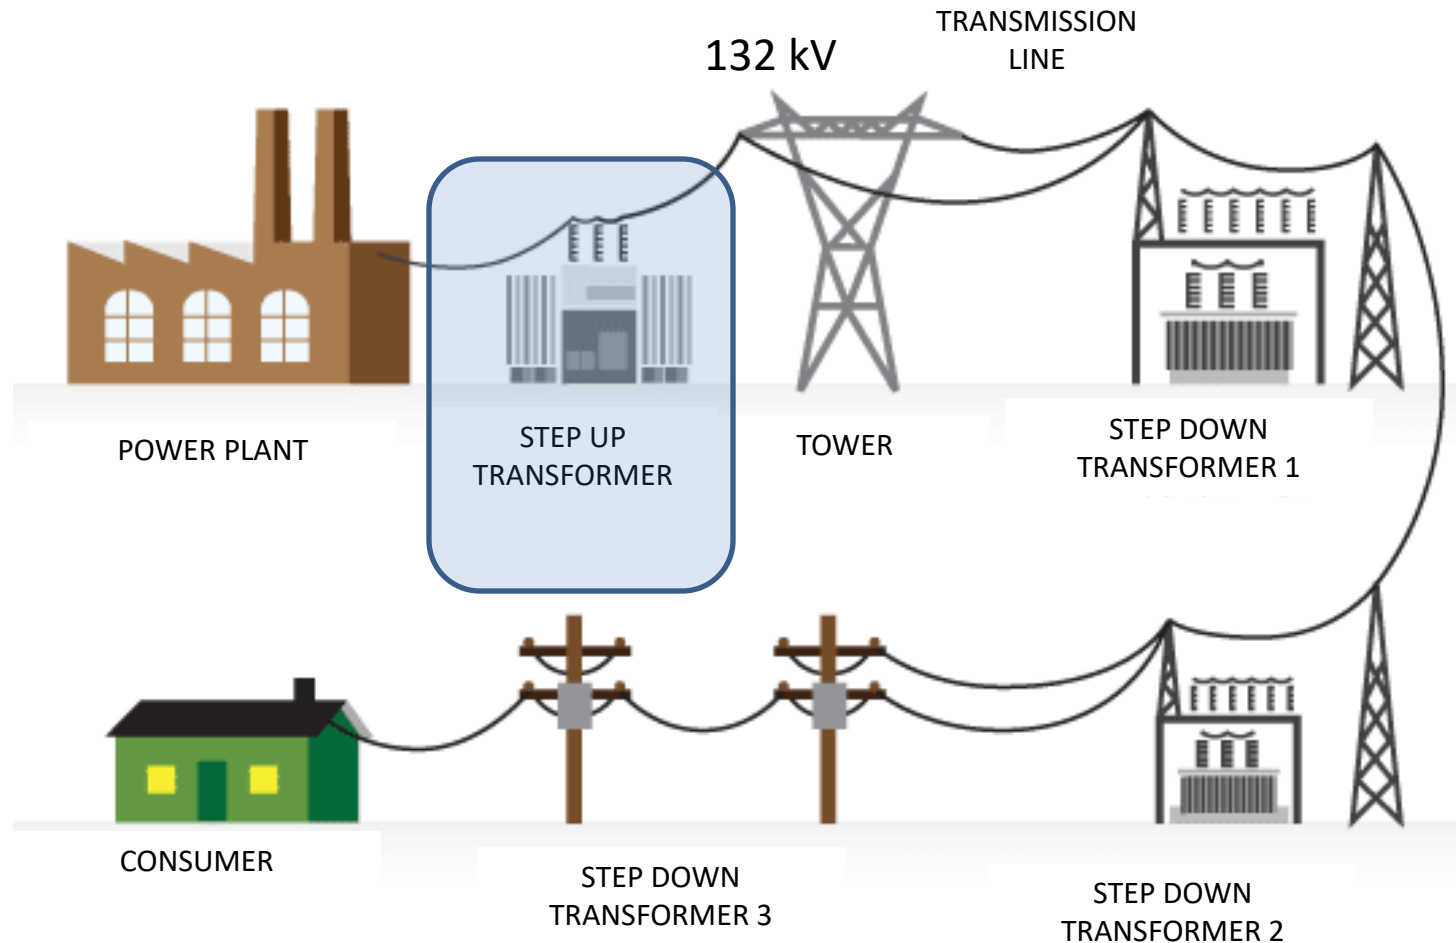 TRANSMISSION
LINE
132 kV
POWER PLANT
STEP UP
TRANSFORMER
TOWER
STEP DOWN
TRANSFORMER 1
CONSUMER
STEP DOWN
TRANSFORMER 3
STEP DOWN
TRANSFORMER 2